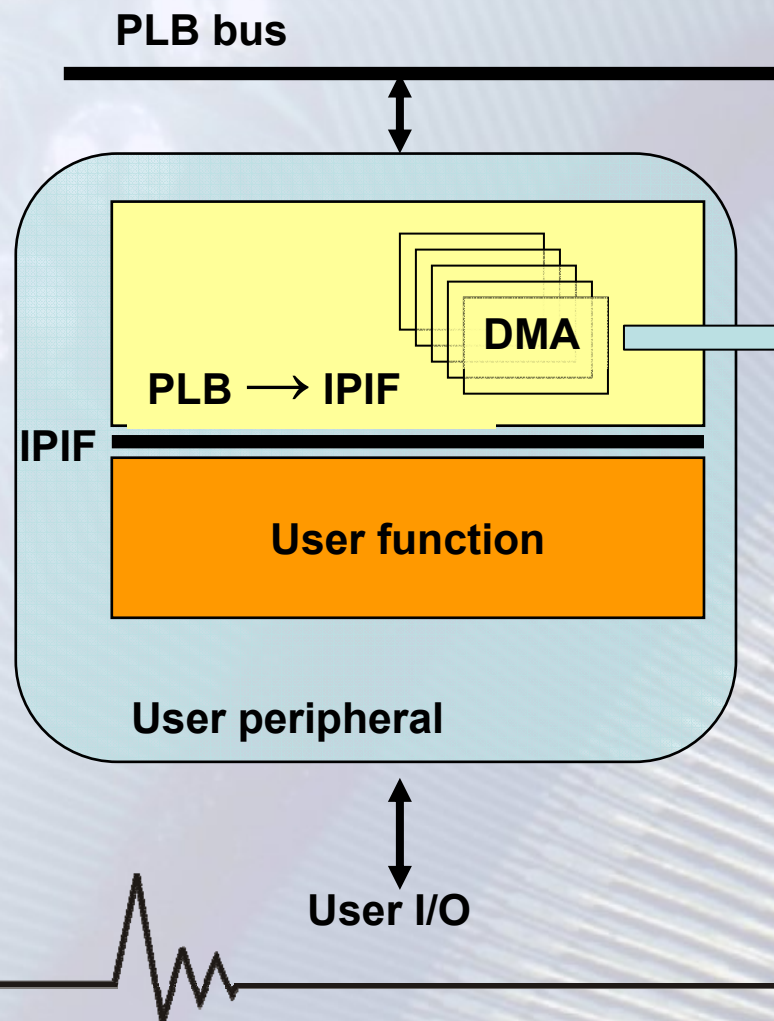 PLB bus
DMA
PLB → IPIF
IPIF
User function
User peripheral
User I/O